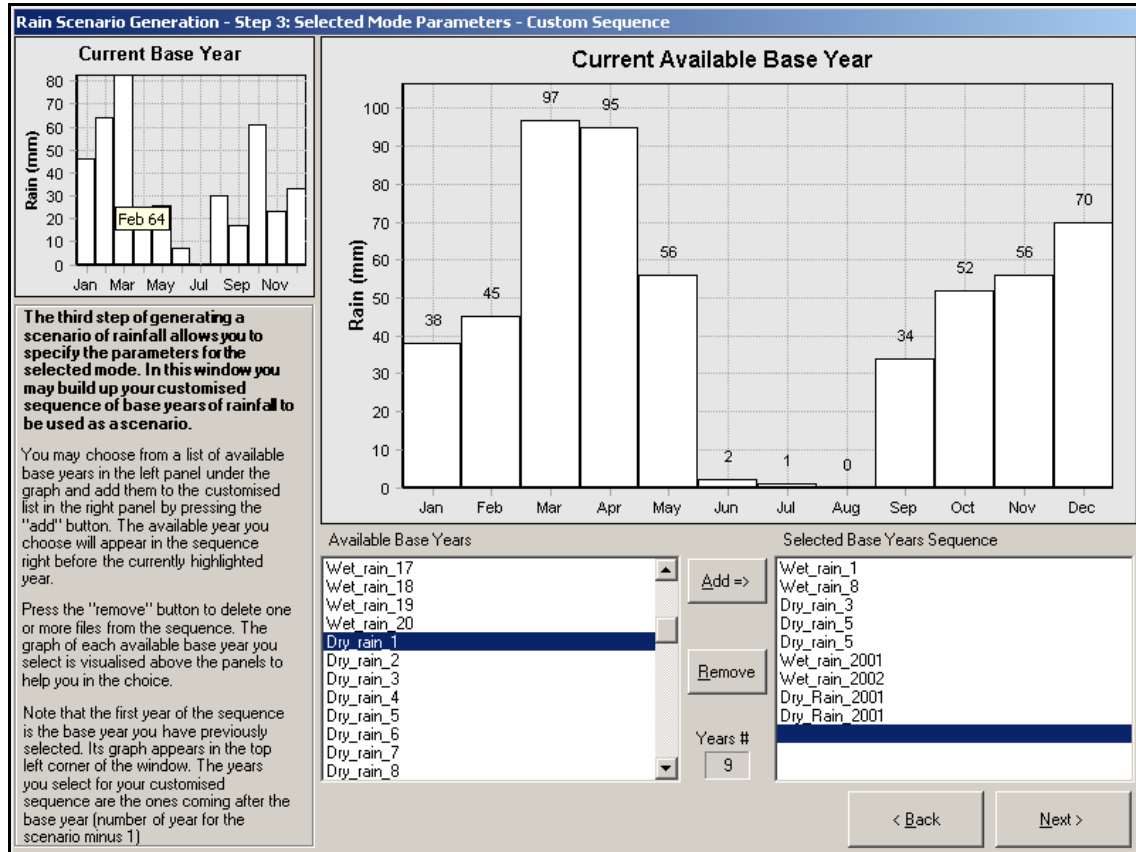 Rain Scenario Generation - Step 3: Selected Mode Parameters - Custom Sequence
Current Base Year
80
70
60
50
40
30
20
10
0
Rain (mm)
Feb 64
Jan Mar May Jul Sep Nov
The third step of generating a
scenario of rainfall allows you to
specify the parameters for the
selected mode. In this window you
may build up your customised
sequence of base years of rainfall to
be used as a scenario.
You may choose from a list of available
base years in the left panel under the
graph and add them to the customised
list in the right panel by pressing the
"add" button. The available year you
choose will appear in the sequence
right before the currently highlighted
year.
Press the "remove" button to delete one
or more files from the sequence. The
graph of each available base year you
select is visualised above the panels to
help you in the choice.
Note that the first year of the sequence
is the base year you have previously
selected. Its graph appears in the top
left corner of the window. The years
you select for your customised
sequence are the ones coming after the
base year (number of year for the
scenario minus 1)
Current Available Base Year
100
90
80
70
60
50
40
30
20
10
0
Rain (mm)
38
45
97
95
56
2
1
0
34
52
56
70
Jan Feb Mar Apr May Jun Jul Aug Sep Oct Nov Dec
Available Base Years
Wet_rain_17
Wet_rain_18
Wet_rain_19
Wet_rain_20
Dry_rain_1
Dry_rain_2
Dry_rain_3
Dry_rain_4
Dry_rain_5
Dry_rain_6
Dry_rain_7
Dry_rain_8
Add =>
Remove
Years #
9
Selected Base Years Sequence
Wet_rain_1
Wet_rain_8
Dry_rain_3
Dry_rain_5
Dry_rain_5
Wet_rain_2001
Wet_rain_2002
Dry_Rain_2001
Dry_Rain_2001
< Back
Next >